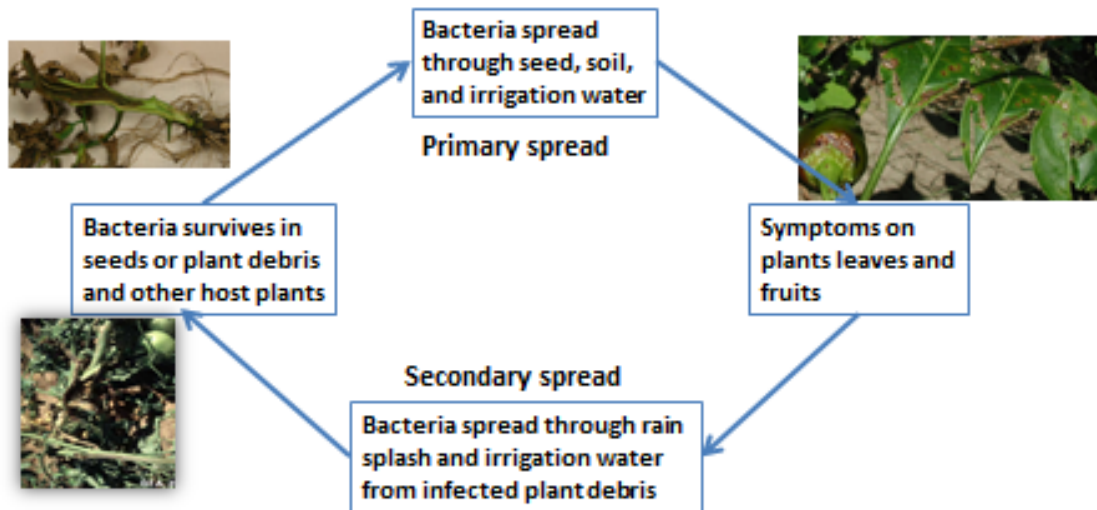 Bacteria spread
through seed, soil,
and irrigation water
Primary spread
Bacteria survives in
seeds or plant debris
and other host plants
Symptoms on
plants leaves and
fruits
Secondary spread
Bacteria spread through rain
splash and irrigation water
from infected plant debris